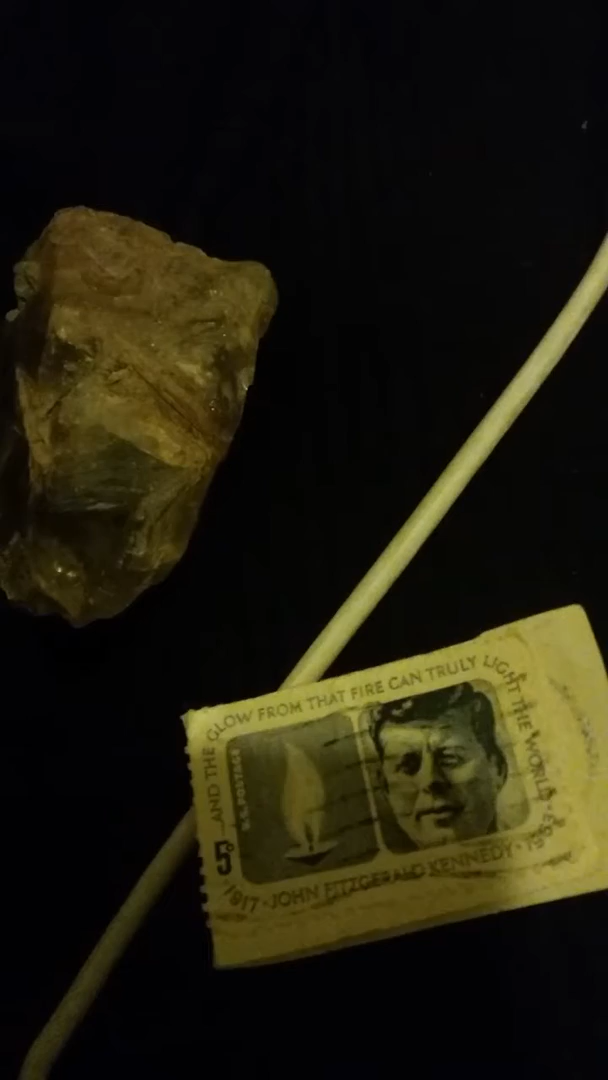 ...AND THE GLOW FROM THAT FIRE CAN TRULY LIGHT THE WORLD.
U.S. POSTAGE
5¢
1917 · JOHN FITZGERALD KENNEDY · 1963